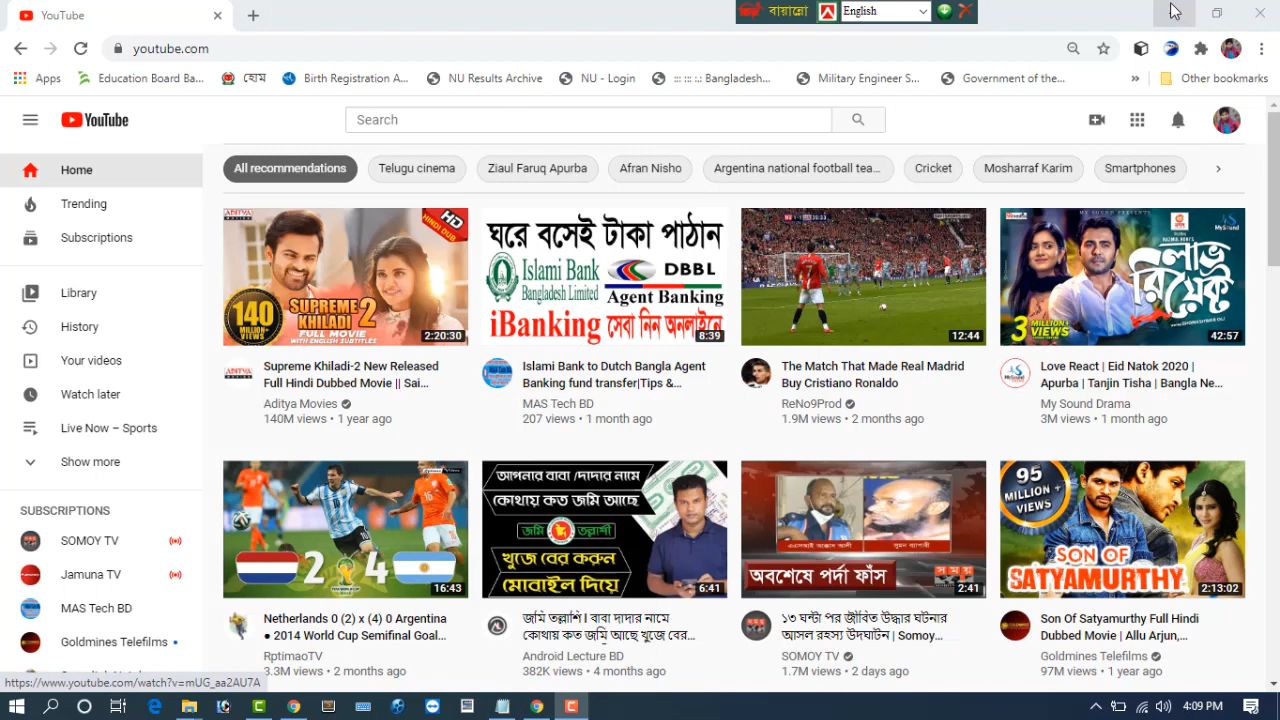 YouTube
বায়ান্নো
English
youtube.com
Apps
Education Board Ba...
হোম
Birth Registration A...
NU Results Archive
NU - Login
::: ::: .: Bangladesh...
Military Engineer S...
Government of the...
»
Other bookmarks
YouTube
Search
Home
Trending
Subscriptions
Library
History
Your videos
Watch later
Live Now – Sports
Show more
SUBSCRIPTIONS
SOMOY TV
Jamuna TV
MAS Tech BD
Goldmines Telefilms
All recommendations
Telugu cinema
Ziaul Faruq Apurba
Afran Nisho
Argentina national football tea...
Cricket
Mosharraf Karim
Smartphones
ADITYA
HD
HINDI DUB
140
MILLION+
VIEWS
SUPREME
KHILADI 2
FULL MOVIE
WITH ENGLISH SUBTITLES
2:20:30
Supreme Khiladi-2 New Released
Full Hindi Dubbed Movie || Sai...
Aditya Movies
140M views • 1 year ago
ঘরে বসেই টাকা পাঠান
Islami Bank
Bangladesh Limited
DBBL
Agent Banking
iBanking সেবা নিন অনলাইনে
8:39
Islami Bank to Dutch Bangla Agent
Banking fund transfer|Tips &...
MAS Tech BD
207 views • 1 month ago
12:44
The Match That Made Real Madrid
Buy Cristiano Ronaldo
ReNo9Prod
1.9M views • 2 months ago
MY SOUND PRESENTS
MySound
লাভ
রিয়েক্ট
3 MILLION+
VIEWS
42:57
Love React | Eid Natok 2020 |
Apurba | Tanjin Tisha | Bangla Ne...
My Sound Drama
3M views • 1 month ago
2 4
16:43
Netherlands 0 (2) x (4) 0 Argentina
● 2014 World Cup Semifinal Goal...
RptimaoTV
3.3M views • 2 months ago
আপনার বাবা /দাদার নামে
কোথায় কত জমি আছে
জমি তল্লাশী
খুজে বের করুন
মোবাইল দিয়ে
6:41
জমি তল্লাশি । বাবা দাদার নামে
কোথায় কত জমি আছে খুজে বের...
Android Lecture BD
382K views • 4 months ago
এএসআই আক্কাস আলী
সুমন ব্যাপারী
অবশেষে পর্দা ফাঁস
সময়
2:41
১৩ ঘন্টা পর জীবিত উদ্ধার ঘটনার
আসল রহস্য উদঘাটন | Somoy...
SOMOY TV
1.7M views • 2 days ago
95
MILLION +
VIEWS
SON OF
SATYAMURTHY
2:13:02
Son Of Satyamurthy Full Hindi
Dubbed Movie | Allu Arjun,...
Goldmines Telefilms
97M views • 1 year ago
https://www.youtube.com/watch?v=mUG_aa2AU7A
4:09 PM